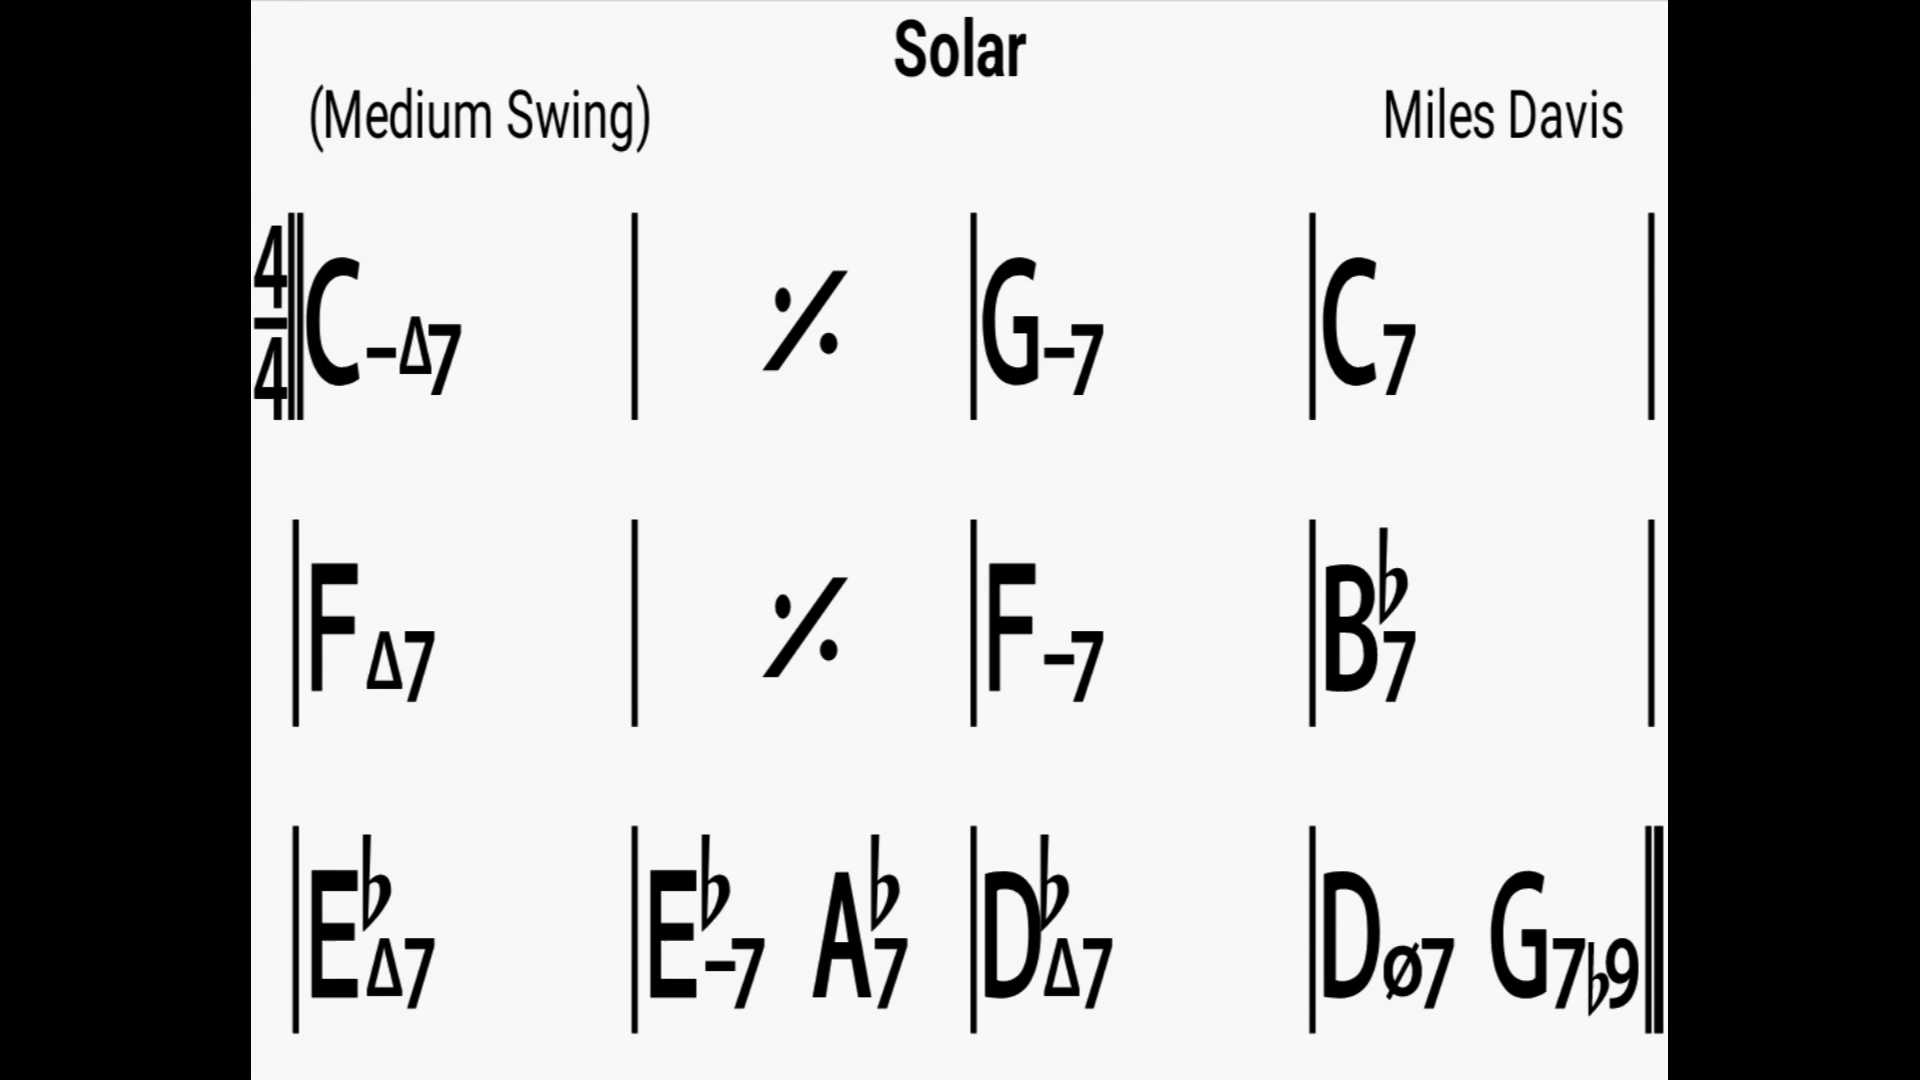 Solar
(Medium Swing) Miles Davis
4/4 C-Δ7 | 𝄎 | G-7 | C7
FΔ7 | 𝄎 | F-7 | B♭7
E♭Δ7 | E♭-7 A♭7 | D♭Δ7 | Dø7 G7♭9